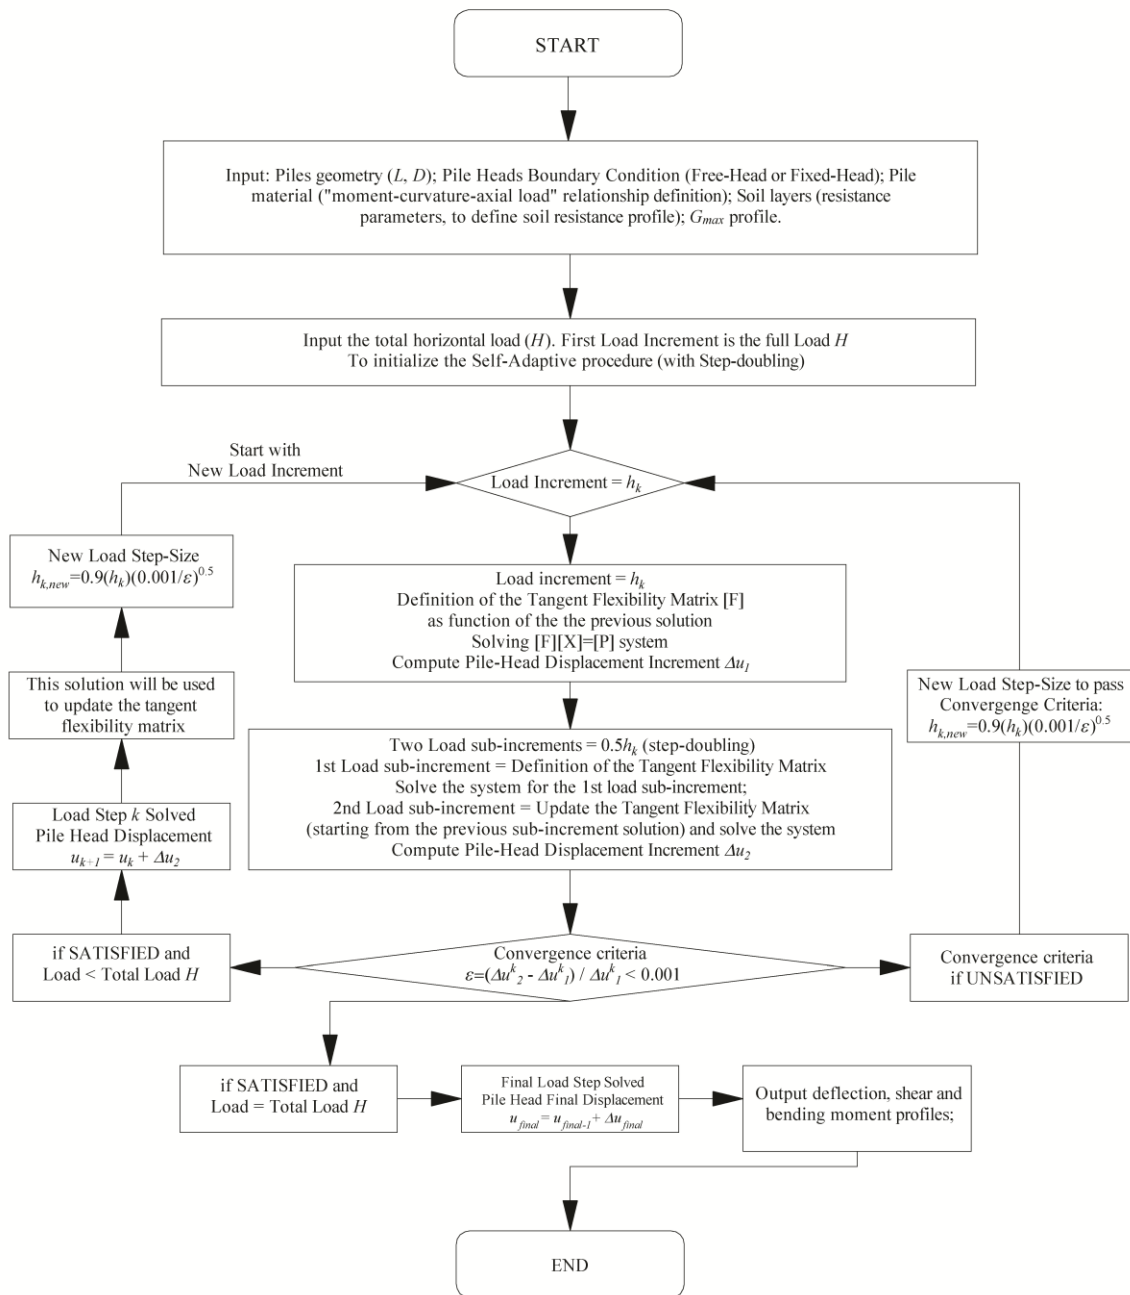 START
Input: Piles geometry (L, D); Pile Heads Boundary Condition (Free-Head or Fixed-Head); Pile
material ("moment-curvature-axial load" relationship definition); Soil layers (resistance
parameters, to define soil resistance profile); Gmax profile.
Input the total horizontal load (H). First Load Increment is the full Load H
To initialize the Self-Adaptive procedure (with Step-doubling)
Start with
New Load Increment
Load Increment = hk
New Load Step-Size
hk,new=0.9(hk)(0.001/ε)^0.5
Load increment = hk
Definition of the Tangent Flexibility Matrix [F]
as function of the the previous solution
Solving [F][X]=[P] system
Compute Pile-Head Displacement Increment Δu1
This solution will be used
to update the tangent
flexibility matrix
New Load Step-Size to pass
Convergenge Criteria:
hk,new=0.9(hk)(0.001/ε)^0.5
Two Load sub-increments = 0.5hk (step-doubling)
1st Load sub-increment = Definition of the Tangent Flexibility Matrix
Solve the system for the 1st load sub-increment;
2nd Load sub-increment = Update the Tangent Flexibility Matrix
(starting from the previous sub-increment solution) and solve the system
Compute Pile-Head Displacement Increment Δu2
Load Step k Solved
Pile Head Displacement
uk+1 = uk + Δu2
if SATISFIED and
Load < Total Load H
Convergence criteria
ε=(Δu^k2 - Δu^k1) / Δu^k1 < 0.001
Convergence criteria
if UNSATISFIED
if SATISFIED and
Load = Total Load H
Final Load Step Solved
Pile Head Final Displacement
ufinal = ufinal-1 + Δufinal
Output deflection, shear and
bending moment profiles;
END